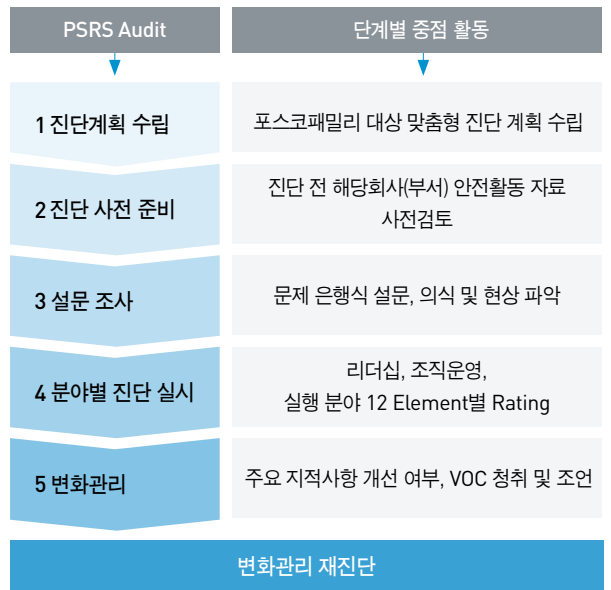 PSRS Audit
단계별 중점 활동
1 진단계획 수립
포스코패밀리 대상 맞춤형 진단 계획 수립
2 진단 사전 준비
진단 전 해당회사(부서) 안전활동 자료
사전검토
3 설문 조사
문제 은행식 설문, 의식 및 현상 파악
4 분야별 진단 실시
리더십, 조직운영,
실행 분야 12 Element별 Rating
5 변화관리
주요 지적사항 개선 여부, VOC 청취 및 조언
변화관리 재진단